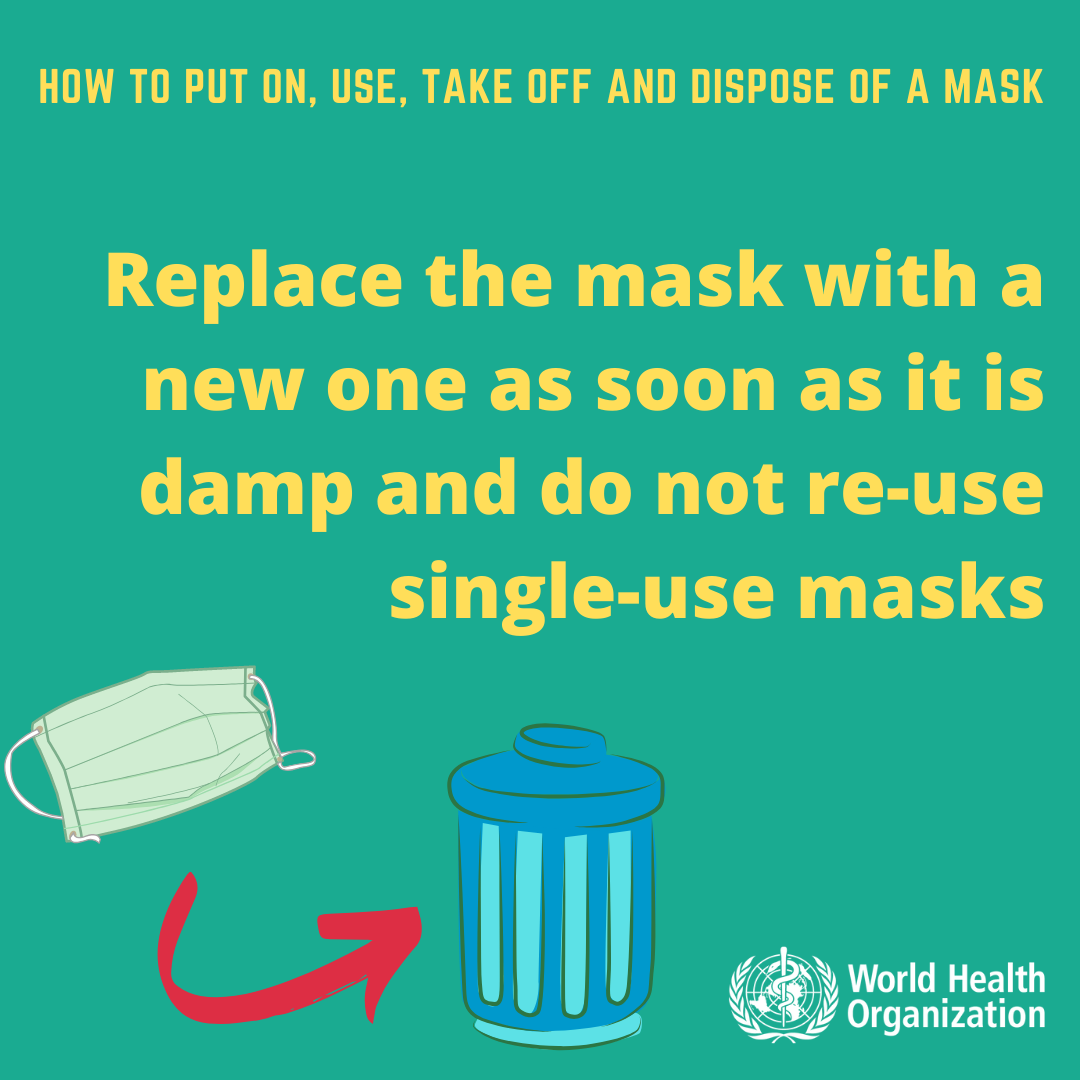 HOW TO PUT ON, USE, TAKE OFF AND DISPOSE OF A MASK
Replace the mask with a
new one as soon as it is
damp and do not re-use
single-use masks
World Health
Organization